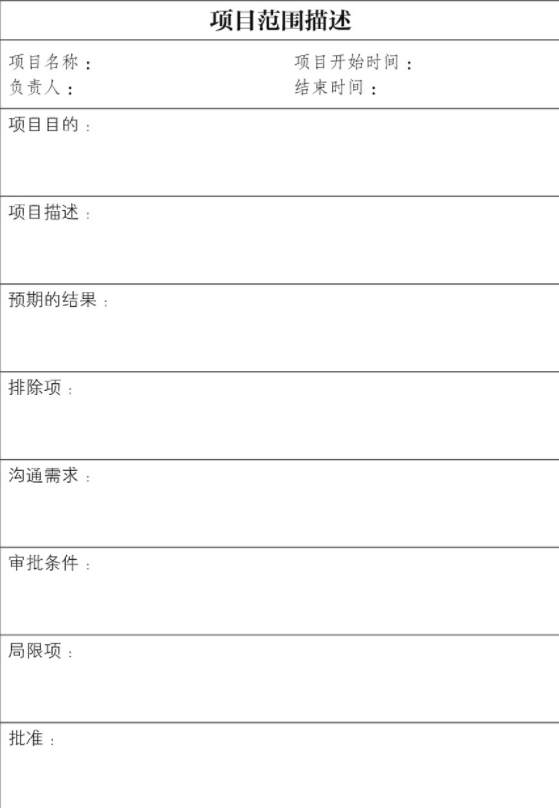 项目范围描述
项目名称： 项目开始时间：
负责人： 结束时间：
项目目的：
项目描述：
预期的结果：
排除项：
沟通需求：
审批条件：
局限项：
批准：